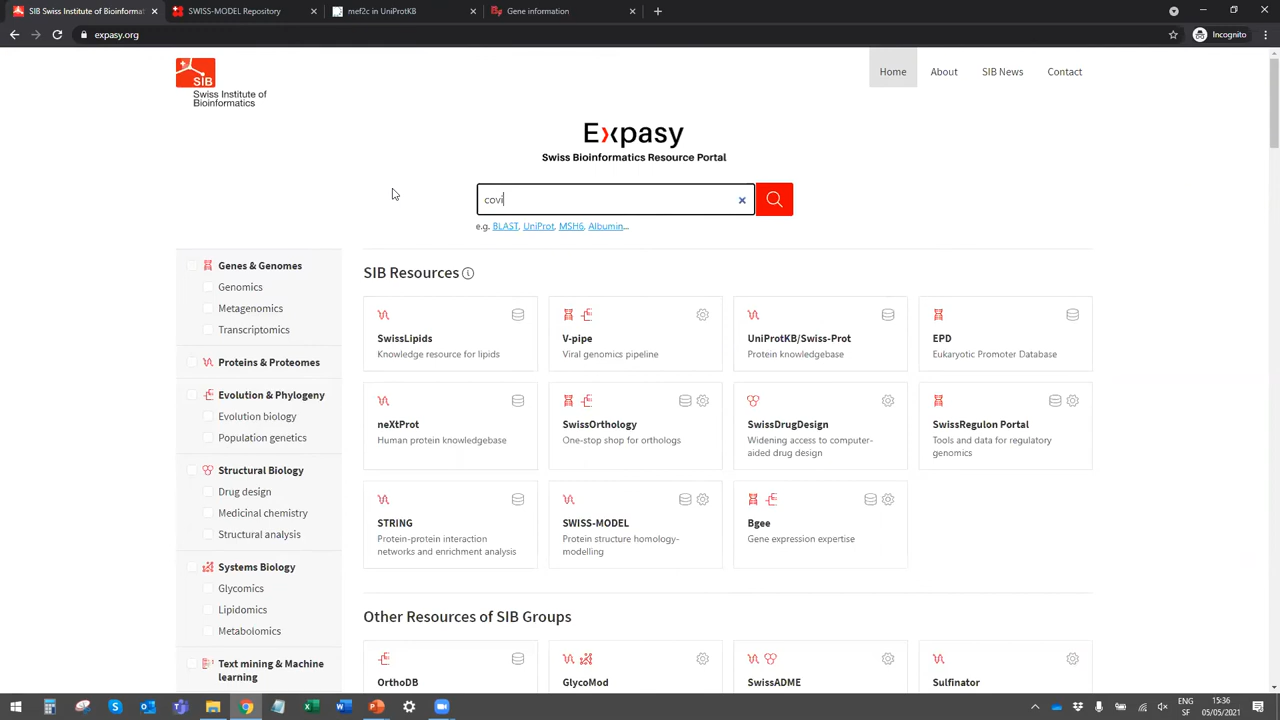 SIB Swiss Institute of Bioinform
SWISS-MODEL Repository
mef2c in UniProtKB
Gene information
expasy.org
Incognito
SIB
Swiss Institute of
Bioinformatics
Home
About
SIB News
Contact
Expasy
Swiss Bioinformatics Resource Portal
covi
e.g. BLAST, UniProt, MSH6, Albumin...
Genes & Genomes
Genomics
Metagenomics
Transcriptomics
Proteins & Proteomes
Evolution & Phylogeny
Evolution biology
Population genetics
Structural Biology
Drug design
Medicinal chemistry
Structural analysis
Systems Biology
Glycomics
Lipidomics
Metabolomics
Text mining & Machine
learning
SIB Resources
SwissLipids
Knowledge resource for lipids
V-pipe
Viral genomics pipeline
UniProtKB/Swiss-Prot
Protein knowledgebase
EPD
Eukaryotic Promoter Database
neXtProt
Human protein knowledgebase
SwissOrthology
One-stop shop for orthologs
SwissDrugDesign
Widening access to computer-
aided drug design
SwissRegulon Portal
Tools and data for regulatory
genomics
STRING
Protein-protein interaction
networks and enrichment analysis
SWISS-MODEL
Protein structure homology-
modelling
Bgee
Gene expression expertise
Other Resources of SIB Groups
OrthoDB
GlycoMod
SwissADME
Sulfinator
ENG
SF
15:36
05/05/2021